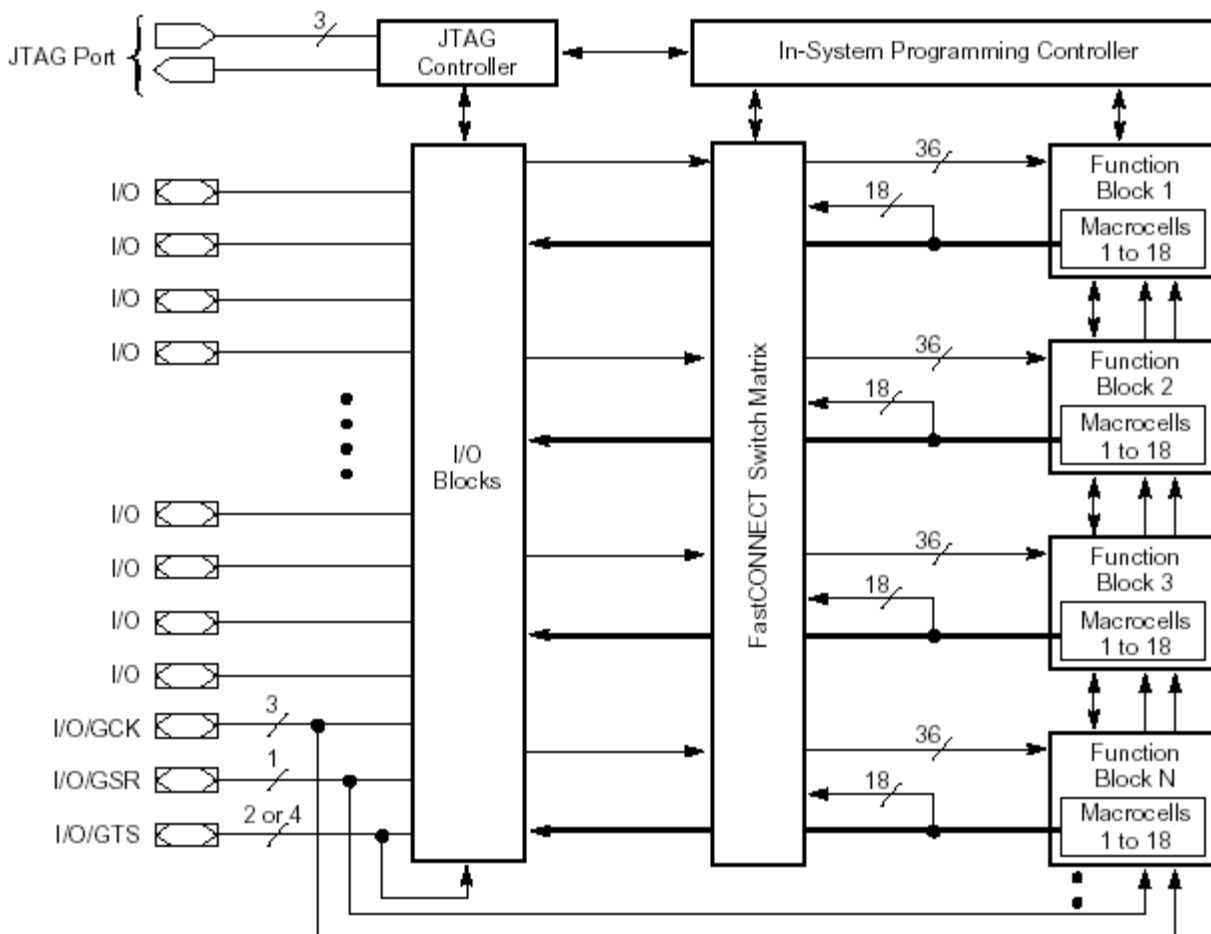 JTAG Port
3
JTAG
Controller
In-System Programming Controller
I/O
I/O
I/O
I/O
I/O
I/O
I/O
I/O
I/O/GCK
3
I/O/GSR
1
I/O/GTS
2 or 4
I/O
Blocks
FastCONNECT Switch Matrix
36
18
Function
Block 1
Macrocells
1 to 18
36
18
Function
Block 2
Macrocells
1 to 18
36
18
Function
Block 3
Macrocells
1 to 18
36
18
Function
Block N
Macrocells
1 to 18